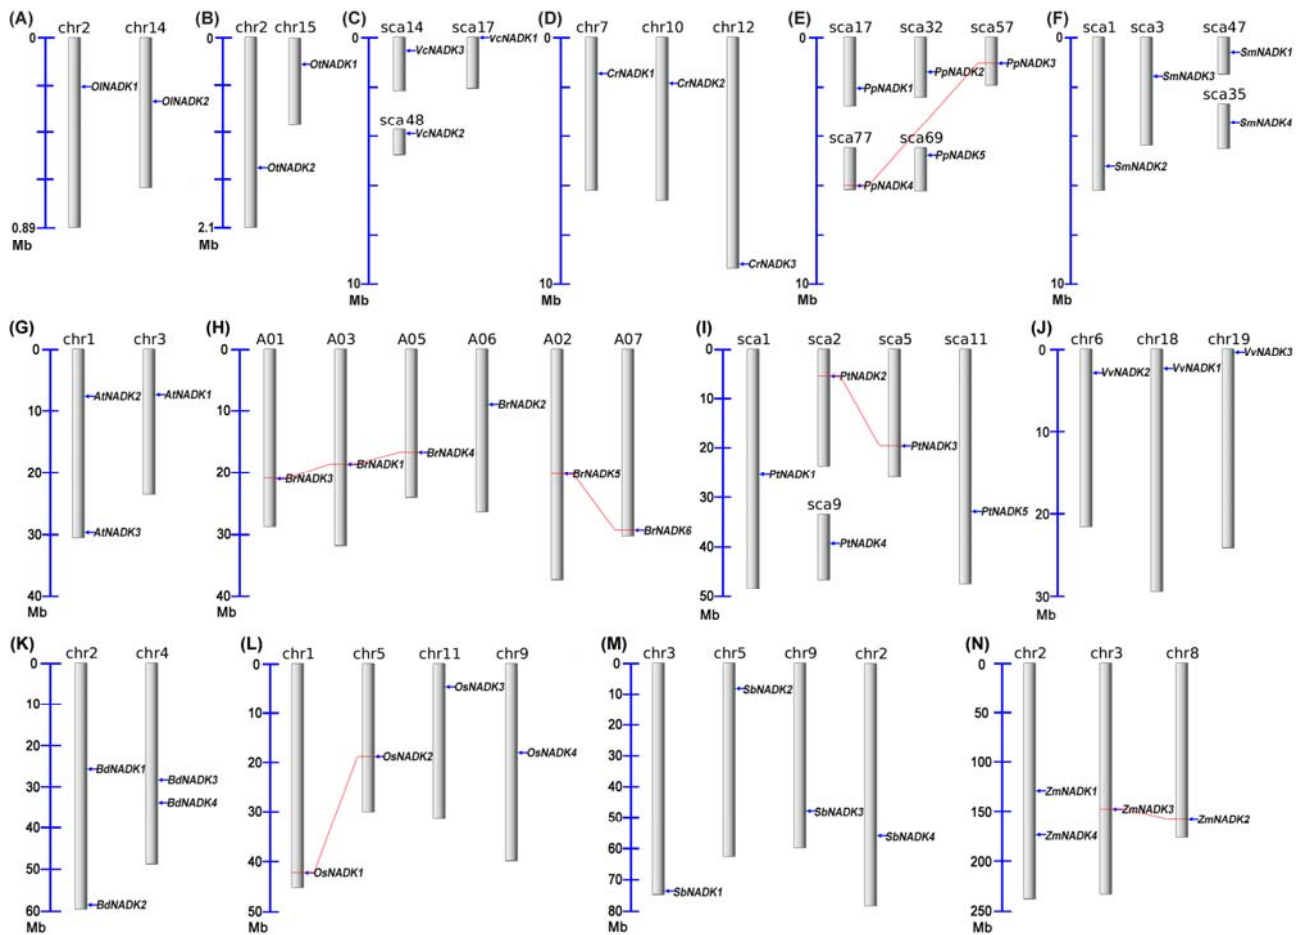 (A) (B) (C) (D) (E) (F)
chr2 chr14 chr2 chr15 sca14 sca17 chr7 chr10 chr12 sca17 sca32 sca57 sca1 sca3 sca47
0 0 0 0 0 0
VcNADK1
VcNADK3 SmNADK1
OtNADK1 PpNADK3
CrNADK1 PpNADK2 SmNADK3
OlNADK1 CrNADK2 PpNADK1
OlNADK2 sca35
sca48 SmNADK4
VcNADK2
sca77 sca69
PpNADK5
OtNADK2 SmNADK2
PpNADK4
0.89 2.1
Mb Mb
CrNADK3
10 10 10 10
Mb Mb Mb Mb
(G) (H) (I) (J)
chr1 chr3 A01 A03 A05 A06 A02 A07 sca1 sca2 sca5 sca11 chr6 chr18 chr19
0 0 0 0
VvNADK3
VvNADK2 VvNADK1
PtNADK2
AtNADK2 AtNADK1
BrNADK2
10 10 10 10
BrNADK4 PtNADK3
BrNADK1
BrNADK3 BrNADK5 PtNADK1
20 20 20 20
sca9
PtNADK5
AtNADK3 BrNADK6
30 30 30
PtNADK4
40
40 40 50 30
Mb Mb Mb Mb
(K) (L) (M) (N)
chr2 chr4 chr1 chr5 chr11 chr9 chr3 chr5 chr9 chr2 chr2 chr3 chr8
0 0 0 0
OsNADK3 SbNADK2
10 10 10 50
20 20 20 100
30 30 30 150
40 40 40 200
50 50 50 250
60 60
70
80
BdNADK1 OsNADK2 OsNADK4 ZmNADK1
BdNADK3 SbNADK3 ZmNADK3
BdNADK4 SbNADK4 ZmNADK4 ZmNADK2
OsNADK1
BdNADK2 SbNADK1
Mb Mb Mb Mb